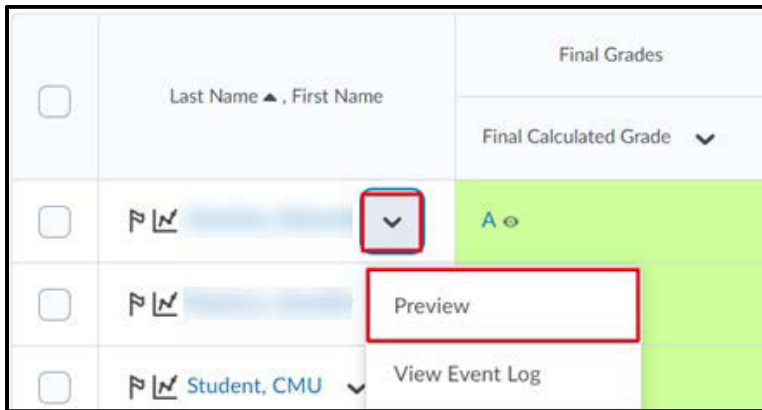 Final Grades
Last Name ▲ , First Name
Final Calculated Grade
A
Preview
View Event Log
Student, CMU